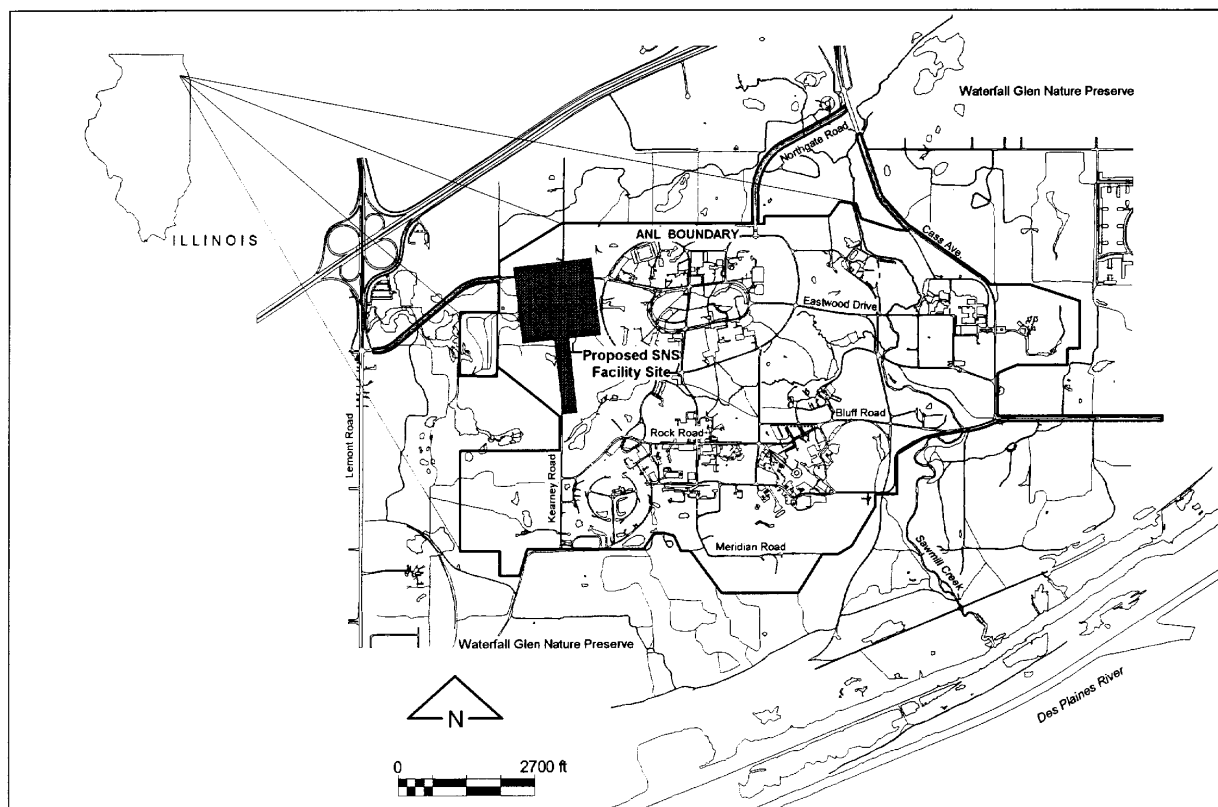 Waterfall Glen Nature Preserve
Northgate Road
ILLINOIS
ANL BOUNDARY
Cass Ave.
Eastwood Drive
Proposed SNS
Facility Site
Bluff Road
Rock Road
Lemont Road
Kearney Road
Meridian Road
Sawmill Creek
Waterfall Glen Nature Preserve
Des Plaines River
N
0 2700 ft